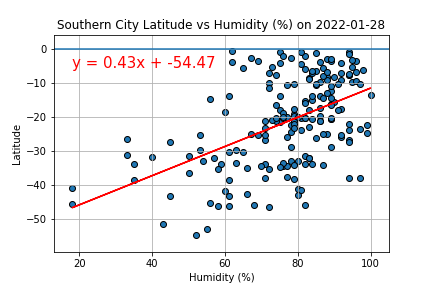 Southern City Latitude vs Humidity (%) on 2022-01-28
0
y = 0.43x + -54.47
−10
−20
−30
−40
−50
Latitude
20
40
60
80
100
Humidity (%)